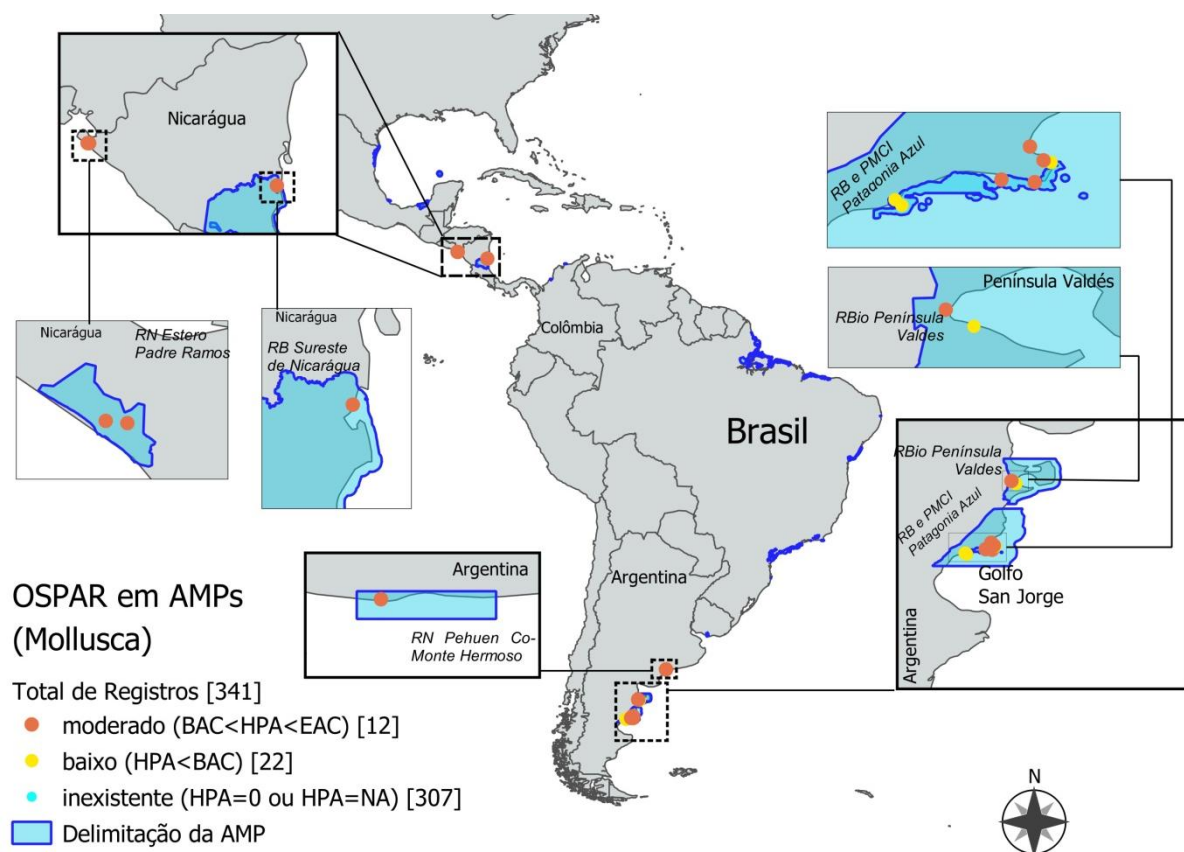 Nicarágua
Nicarágua
RN Estero
Padre Ramos
Nicarágua
RB Sureste
de Nicarágua
Colômbia
Brasil
Argentina
RB e PMCI
Patagonia Azul
Península Valdés
RBio Península
Valdes
RBio Península
Valdes
RB e PMCI
Patagonia Azul
Golfo
San Jorge
Argentina
Argentina
RN Pehuen Co-
Monte Hermoso
OSPAR em AMPs
(Mollusca)
Total de Registros [341]
moderado (BAC<HPA<EAC) [12]
baixo (HPA<BAC) [22]
inexistente (HPA=0 ou HPA=NA) [307]
Delimitação da AMP
N